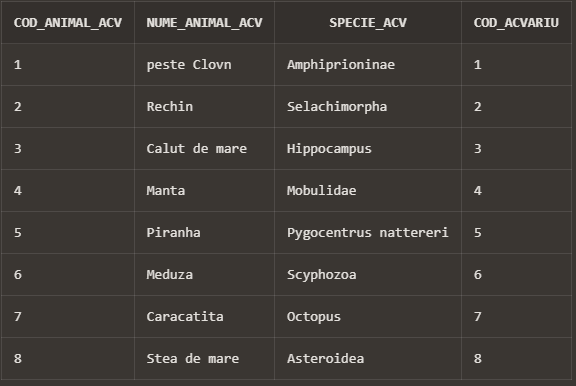 COD_ANIMAL_ACV NUME_ANIMAL_ACV SPECIE_ACV COD_ACVARIU
1 peste Clovn Amphiprioninae 1
2 Rechin Selachimorpha 2
3 Calut de mare Hippocampus 3
4 Manta Mobulidae 4
5 Piranha Pygocentrus nattereri 5
6 Meduza Scyphozoa 6
7 Caracatita Octopus 7
8 Stea de mare Asteroidea 8